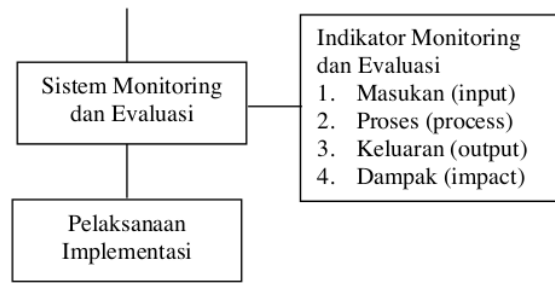 Sistem Monitoring
dan Evaluasi
Indikator Monitoring
dan Evaluasi
1. Masukan (input)
2. Proses (process)
3. Keluaran (output)
4. Dampak (impact)
Pelaksanaan
Implementasi